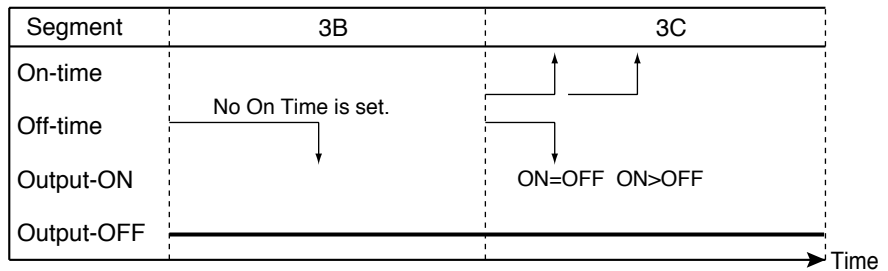 Segment 3B 3C
On-time
No On Time is set.
Off-time
Output-ON ON=OFF ON>OFF
Output-OFF
Time